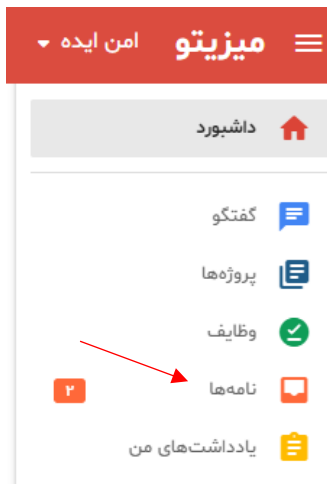 میزیتو امن ایده
داشبورد
گفتگو
پروژه‌ها
وظایف
نامه‌ها ۲
یادداشت‌های من